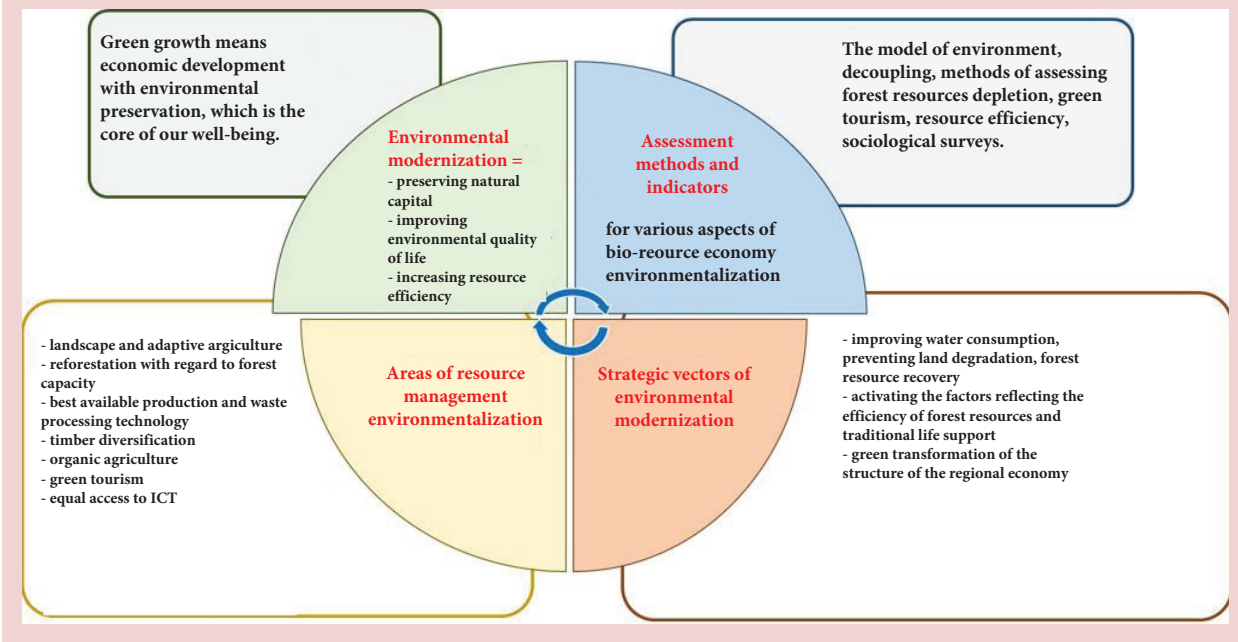 Green growth means
economic development
with environmental
preservation, which is the
core of our well-being.
Environmental
modernization =
- preserving natural
capital
- improving
environmental quality
of life
- increasing resource
efficiency
Assessment
methods and
indicators
for various aspects of
bio-reource economy
environmentalization
The model of environment,
decoupling, methods of assessing
forest resources depletion, green
tourism, resource efficiency,
sociological surveys.
- landscape and adaptive argiculture
- reforestation with regard to forest
capacity
- best available production and waste
processing technology
- timber diversification
- organic agriculture
- green tourism
- equal access to ICT
Areas of resource
management
environmentalization
Strategic vectors of
environmental
modernization
- improving water consumption,
preventing land degradation, forest
resource recovery
- activating the factors reflecting the
efficiency of forest resources and
traditional life support
- green transformation of the
structure of the regional economy